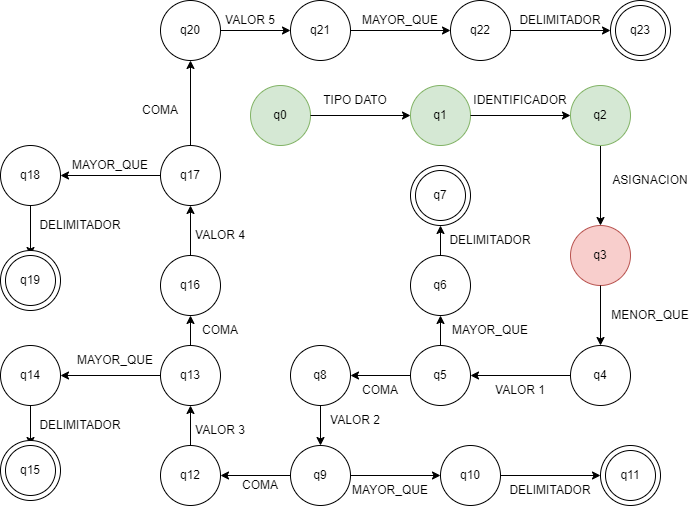 q20
VALOR 5
q21
MAYOR_QUE
q22
DELIMITADOR
q23
COMA
q0
TIPO DATO
q1
IDENTIFICADOR
q2
q18
MAYOR_QUE
q17
ASIGNACION
q7
DELIMITADOR
VALOR 4
DELIMITADOR
q3
q19
q16
q6
COMA
MAYOR_QUE
MENOR_QUE
q14
MAYOR_QUE
q13
q8
COMA
q5
VALOR 1
q4
DELIMITADOR
VALOR 3
VALOR 2
q15
q12
COMA
q9
MAYOR_QUE
q10
DELIMITADOR
q11